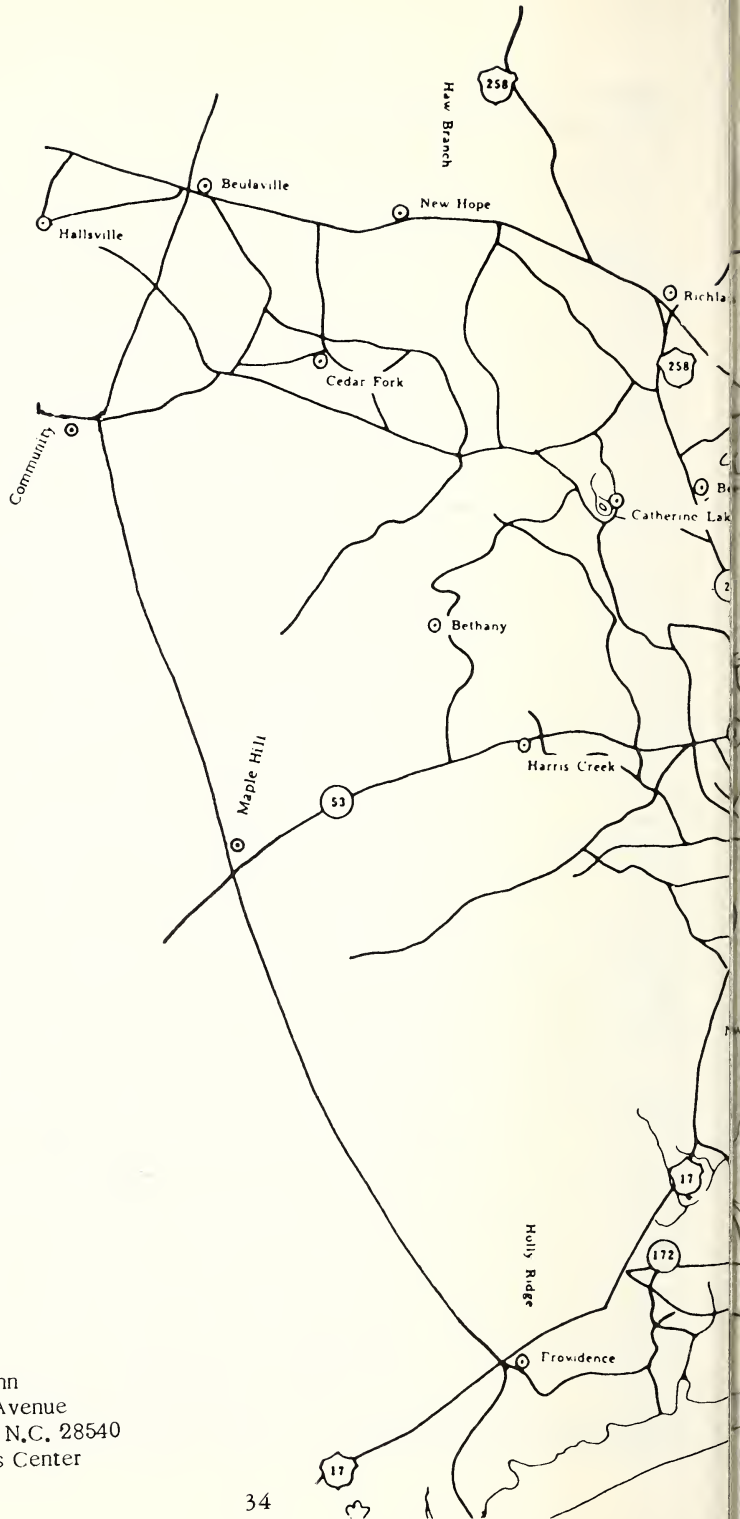 258
Haw Branch
Beulaville
New Hope
Hallsville
Richla
258
Cedar Fork
Community
Catherine Lak
Bethany
Maple Hill
Harris Creek
53
17
Holly Ridge
172
Providence
nn
Avenue
N.C. 28540
s Center
17
34